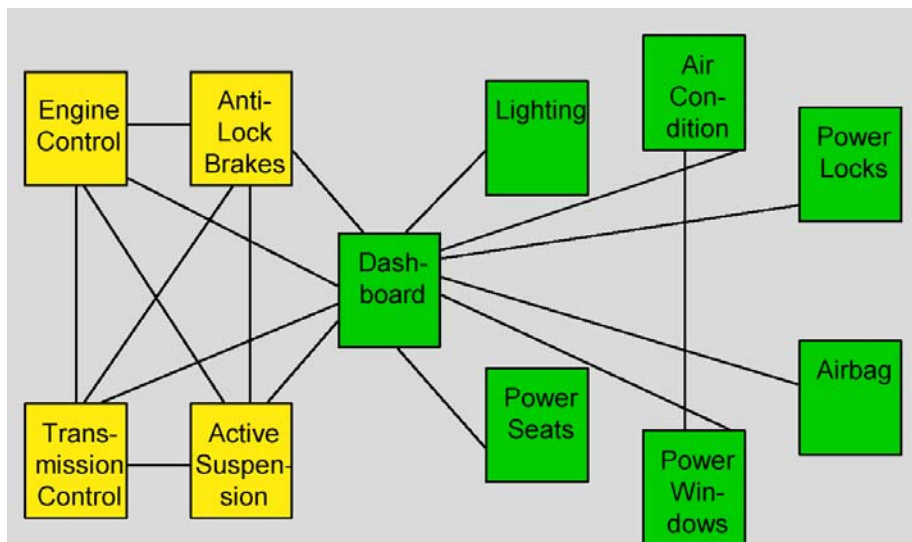 Engine
Control
Anti-
Lock
Brakes
Lighting
Air
Con-
dition
Power
Locks
Dash-
board
Trans-
mission
Control
Active
Suspen-
sion
Power
Seats
Power
Win-
dows
Airbag